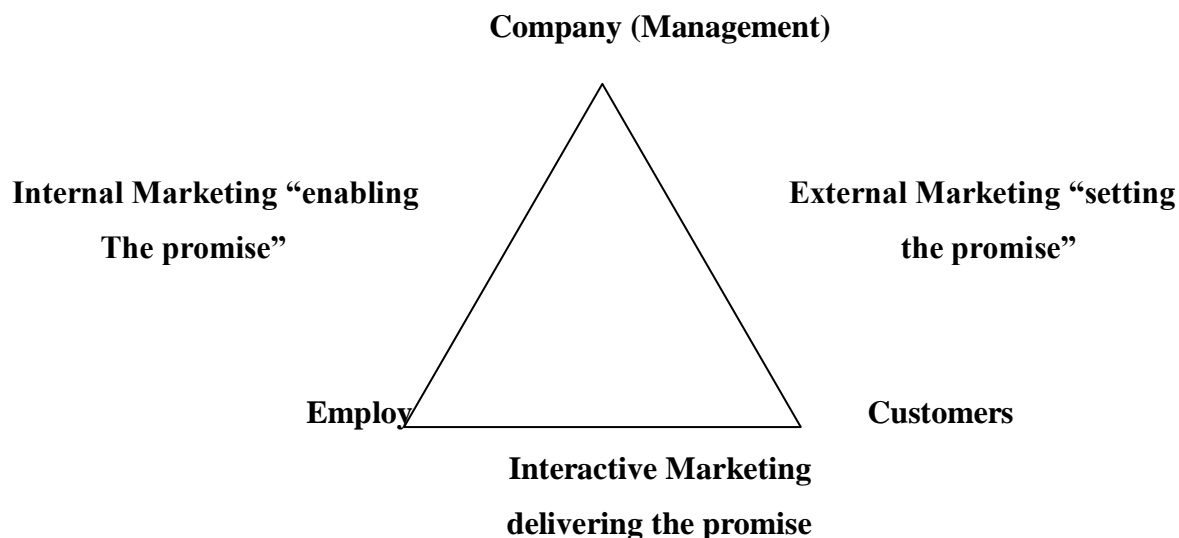 Company (Management)
Internal Marketing “enabling
The promise”
External Marketing “setting
the promise”
Employ
Customers
Interactive Marketing
delivering the promise